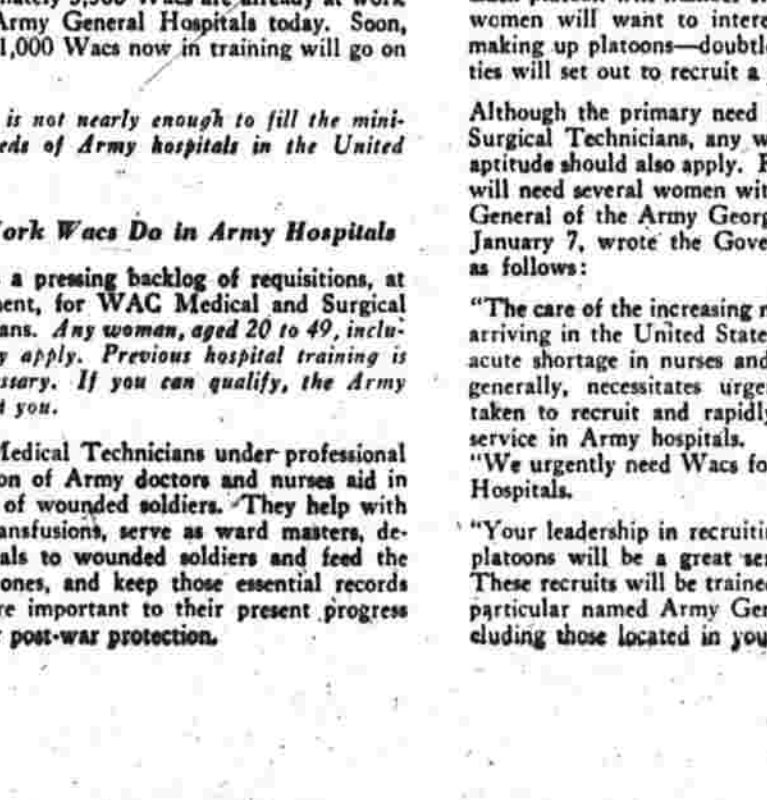 Wacs are already at work
Army General Hospitals today. Soon,
1,000 Wacs now in training will go on
is not nearly enough to fill the mini-
eds of Army hospitals in the United
ork Wacs Do in Army Hospitals
a pressing backlog of requisitions, at
ent, for WAC Medical and Surgical
ans. Any woman, aged 20 to 49, inclu-
y apply. Previous hospital training is
ssary. If you can qualify, the Army
you.
Medical Technicians under professional
on of Army doctors and nurses aid in
of wounded soldiers. They help with
ansfusions, serve as ward masters, de-
als to wounded soldiers and feed the
ones, and keep those essential records
re important to their present progress
post-war protection.
women will want to intere
making up platoons—doubtl
ties will set out to recruit a
Although the primary need
Surgical Technicians, any w
aptitude should also apply.
will need several women wit
General of the Army Georg
January 7, wrote the Gove
as follows:
"The care of the increasing
arriving in the United State
acute shortage in nurses and
generally, necessitates urge
taken to recruit and rapidly
service in Army hospitals.
"We urgently need Wacs fo
Hospitals.
"Your leadership in recruiti
platoons will be a great se
These recruits will be traine
particular named Army Ge
cluding those located in you